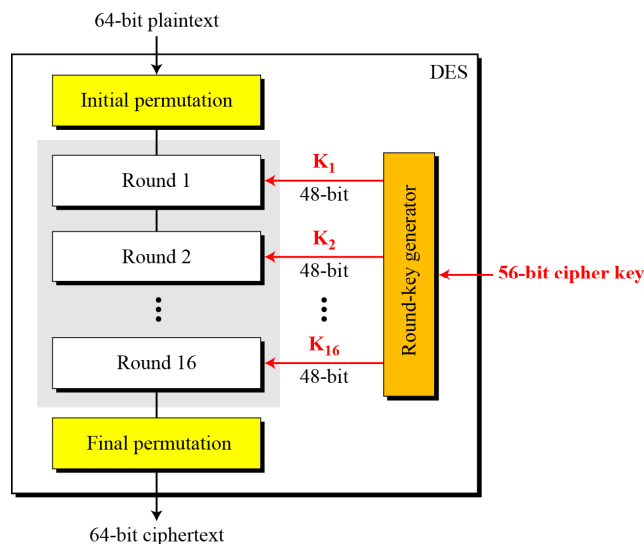 64-bit plaintext
DES
Initial permutation
Round 1
K1
48-bit
Round 2
K2
48-bit
Round 16
K16
48-bit
Round-key generator
56-bit cipher key
Final permutation
64-bit ciphertext